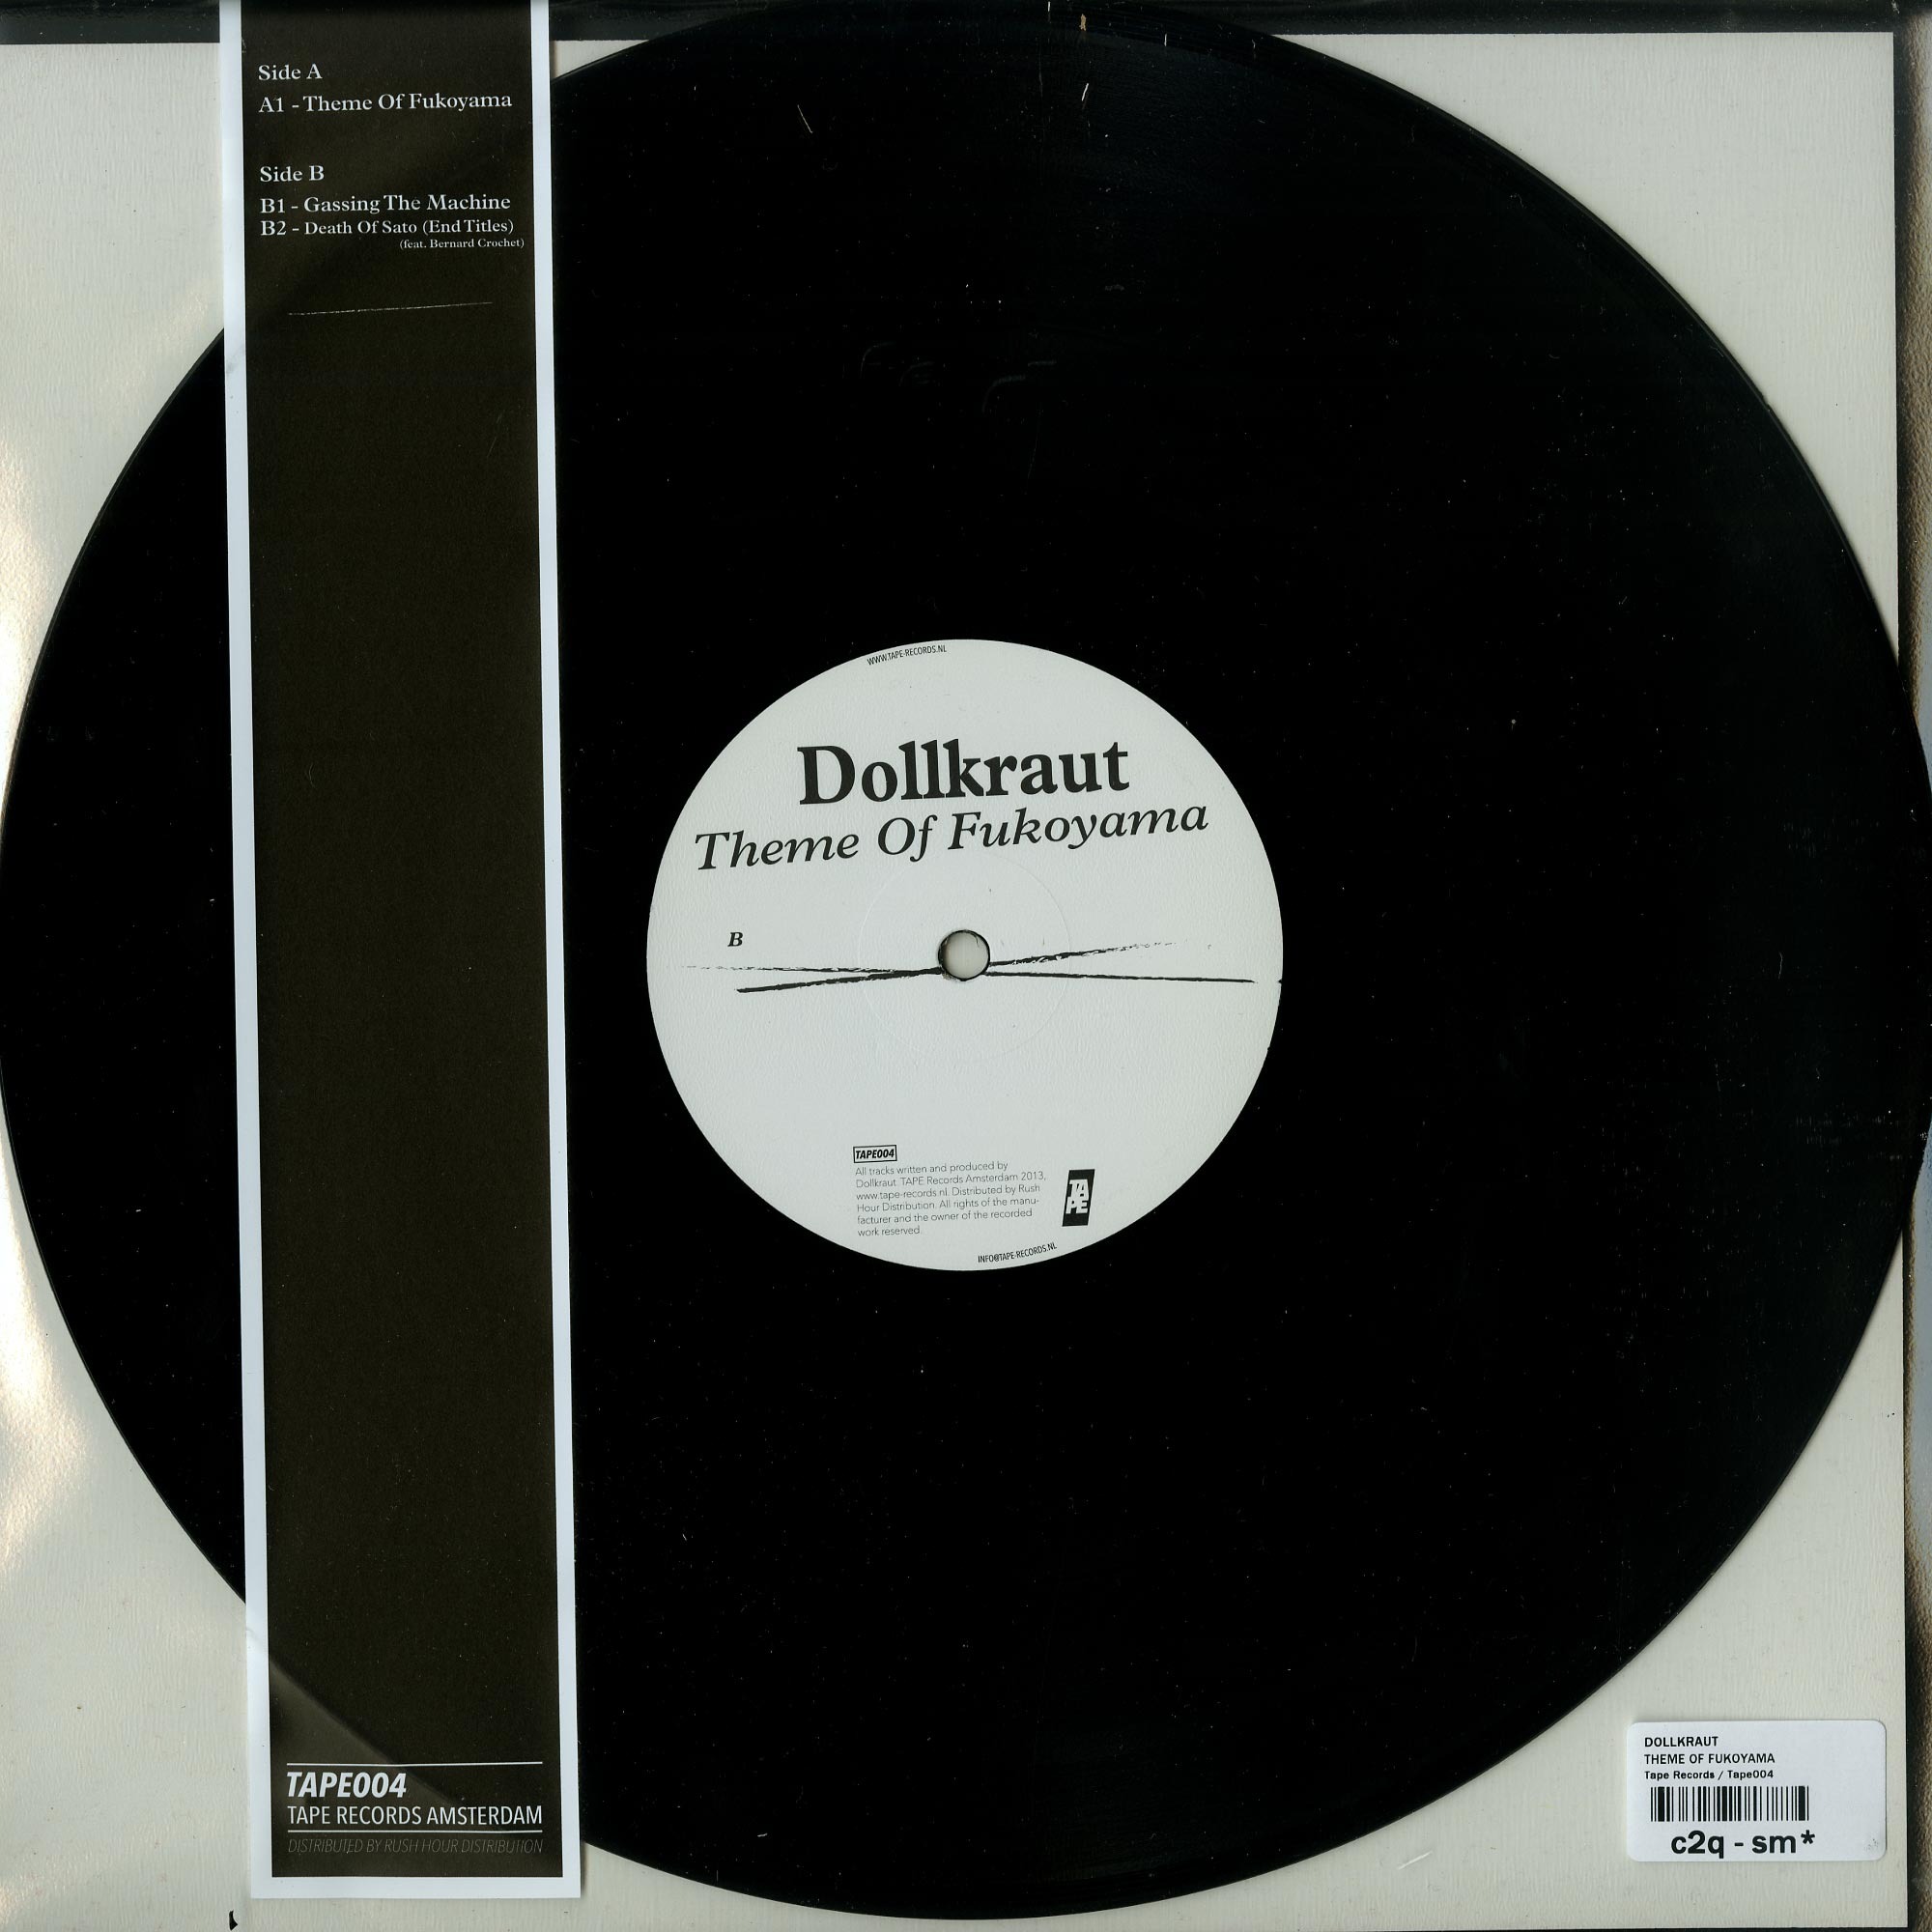 Side A
A1 - Theme Of Fukoyama
Side B
B1 - Gassing The Machine
B2 - Death Of Sato (End Titles)
(feat. Bernard Crochet)
TAPE004
TAPE RECORDS AMSTERDAM
DISTRIBUTED BY RUSH HOUR DISTRIBUTION
WWW.TAPE-RECORDS.NL
Dollkraut
Theme Of Fukoyama
B
TAPE004
All tracks written and produced by
Dollkraut. TAPE Records Amsterdam 2013,
www.tape-records.nl. Distributed by Rush
Hour Distribution. All rights of the manu-
facturer and the owner of the recorded
work reserved.
TA
PE
INFO@TAPE-RECORDS.NL
DOLLKRAUT
THEME OF FUKOYAMA
Tape Records / Tape004
c2q - sm*